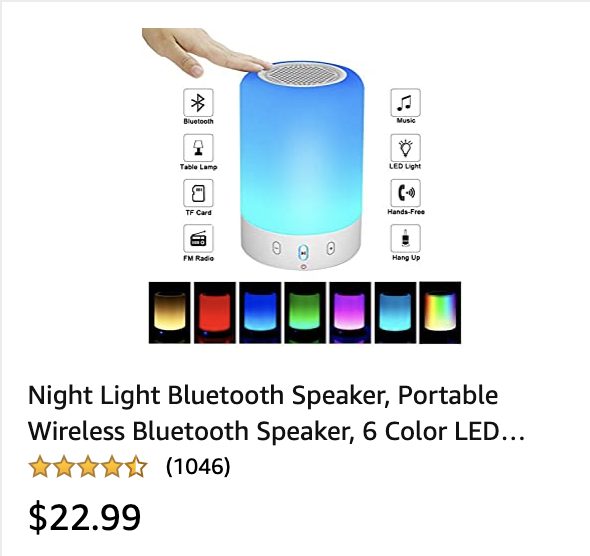 Bluetooth
Music
Table Lamp
LED Light
TF Card
Hands-Free
FM Radio
Hang Up
Night Light Bluetooth Speaker, Portable
Wireless Bluetooth Speaker, 6 Color LED...
(1046)
$22.99